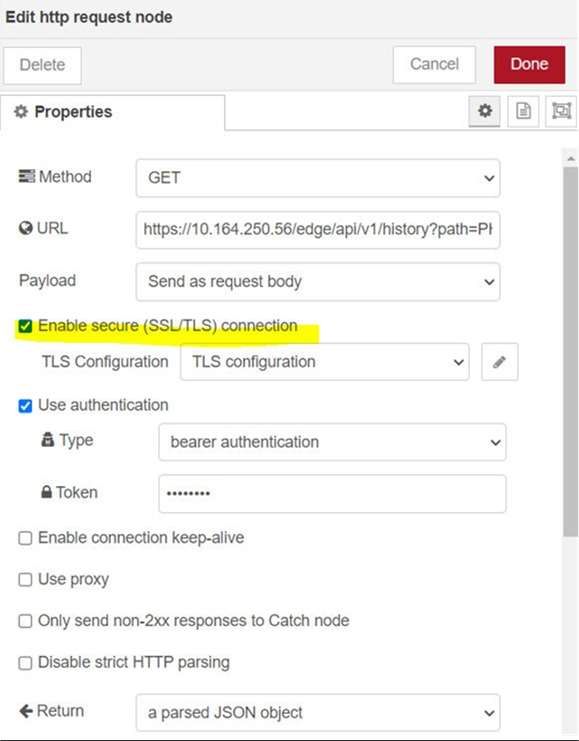 Edit http request node
Delete Cancel Done
Properties
Method GET
URL https://10.164.250.56/edge/api/v1/history?path=Pl
Payload Send as request body
Enable secure (SSL/TLS) connection
TLS Configuration TLS configuration
Use authentication
Type bearer authentication
Token ••••••••
Enable connection keep-alive
Use proxy
Only send non-2xx responses to Catch node
Disable strict HTTP parsing
Return a parsed JSON object